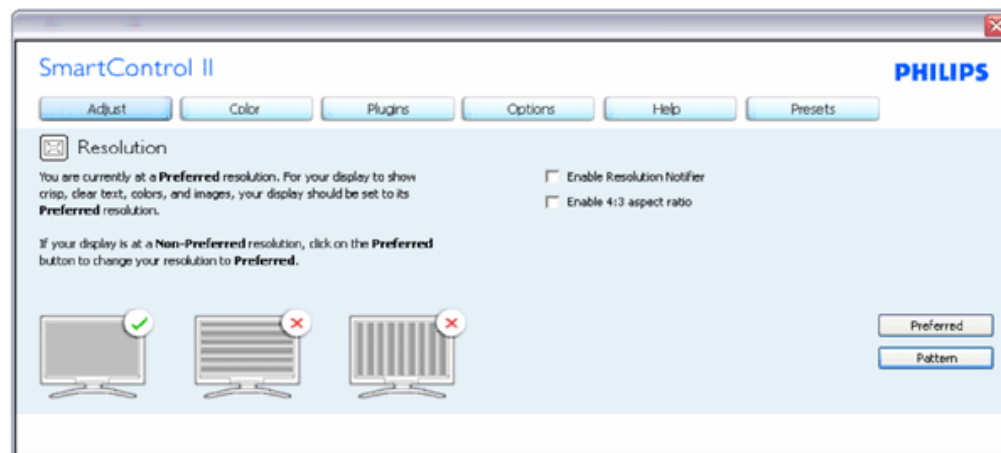 SmartControl II
PHILIPS
Adjust Color Plugins Options Help Presets
Resolution
You are currently at a Preferred resolution. For your display to show
crisp, clear text, colors, and images, your display should be set to its
Preferred resolution.
If your display is at a Non-Preferred resolution, click on the Preferred
button to change your resolution to Preferred.
Enable Resolution Notifier
Enable 4:3 aspect ratio
Preferred
Pattern